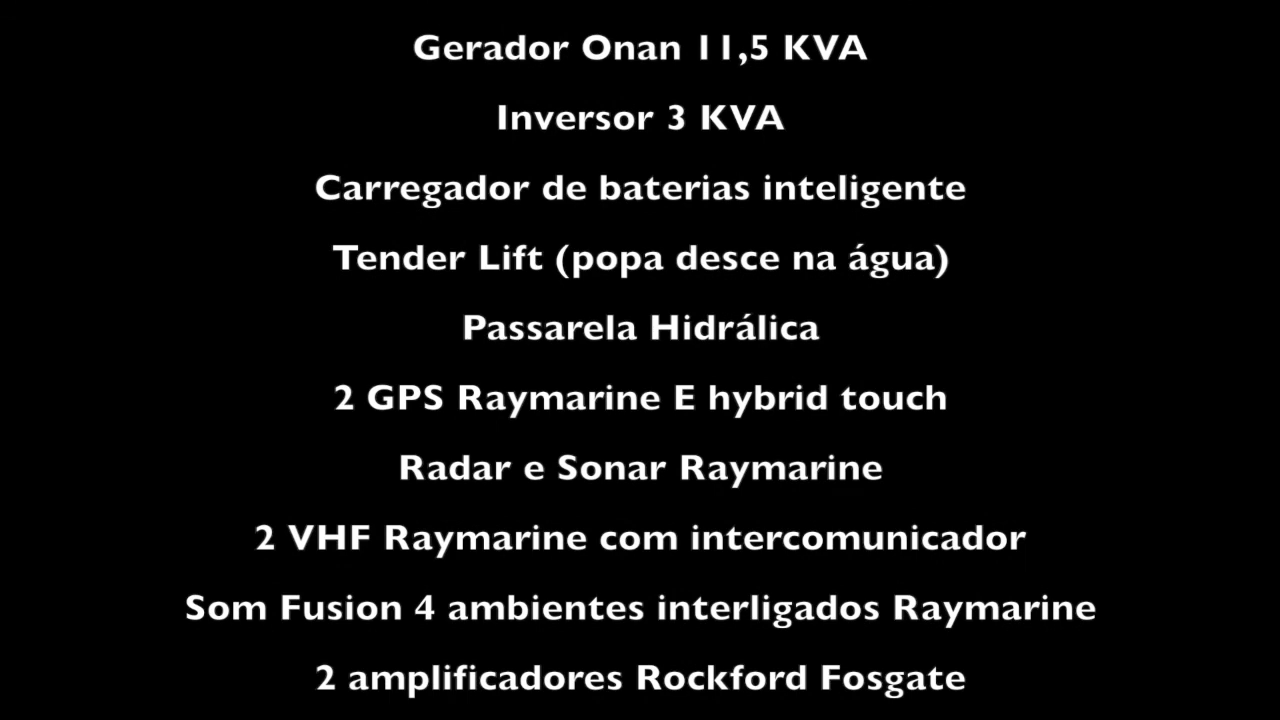 Gerador Onan 11,5 KVA
Inversor 3 KVA
Carregador de baterias inteligente
Tender Lift (popa desce na água)
Passarela Hidrálica
2 GPS Raymarine E hybrid touch
Radar e Sonar Raymarine
2 VHF Raymarine com intercomunicador
Som Fusion 4 ambientes interligados Raymarine
2 amplificadores Rockford Fosgate